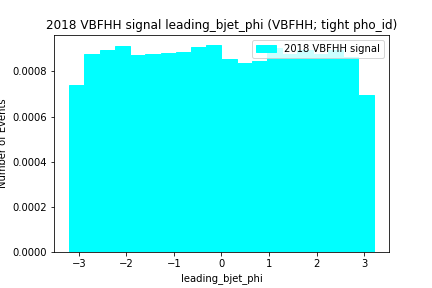 2018 VBFHH signal leading_bjet_phi (VBFHH; tight pho_id)
2018 VBFHH signal
Number of Events
0.0008
0.0006
0.0004
0.0002
0.0000
−3 −2 −1 0 1 2 3
leading_bjet_phi